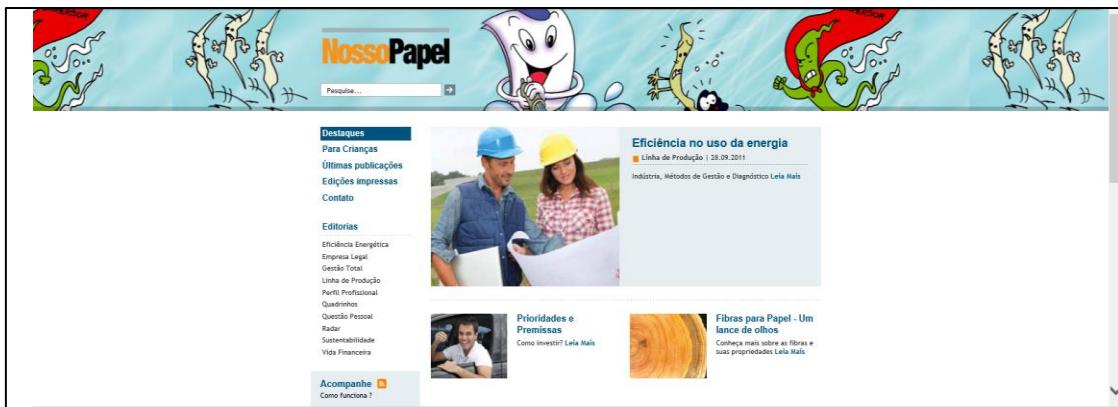 NossoPapel
Pesquise...
Destaques
Para Crianças
Últimas publicações
Edições impressas
Contato
Editorias
Eficiência Energética
Empresa Legal
Gestão Total
Linha de Produção
Perfil Profissional
Quadrinhos
Questão Pessoal
Radar
Sustentabilidade
Vida Financeira
Acompanhe
Como funciona ?
Eficiência no uso da energia
Linha de Produção | 28.09.2011
Indústria, Métodos de Gestão e Diagnóstico Leia Mais
Prioridades e
Premissas
Como investir? Leia Mais
Fibras para Papel - Um
lance de olhos
Conheça mais sobre as fibras e
suas propriedades Leia Mais